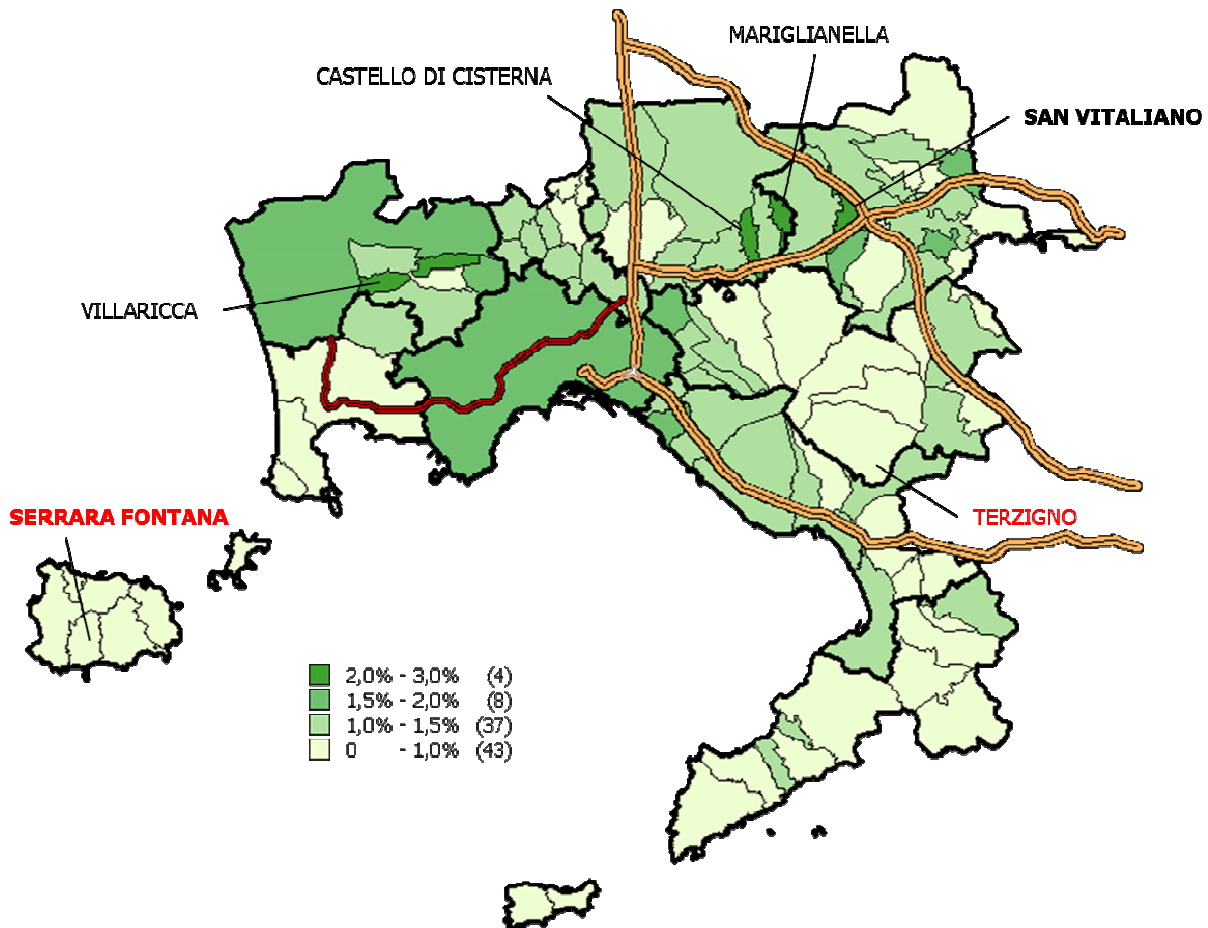 MARIGLIANELLA
CASTELLO DI CISTERNA
SAN VITALIANO
VILLARICCA
SERRARA FONTANA
TERZIGNO
2,0% - 3,0% (4)
1,5% - 2,0% (8)
1,0% - 1,5% (37)
0 - 1,0% (43)